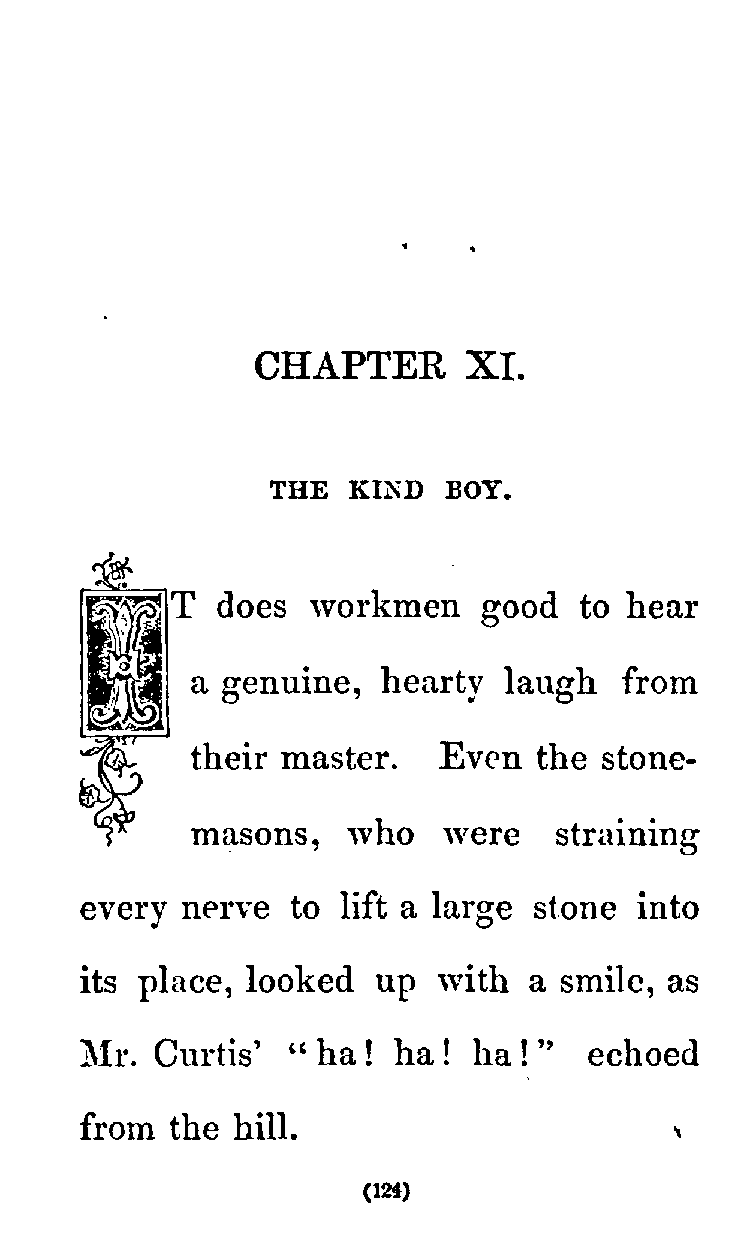 CHAPTER XI.
THE KIND BOY.
IT does workmen good to hear
a genuine, hearty laugh from
their master. Even the stone-
masons, who were straining
every nerve to lift a large stone into
its place, looked up with a smile, as
Mr. Curtis' “ha! ha! ha!” echoed
from the hill.
(124)